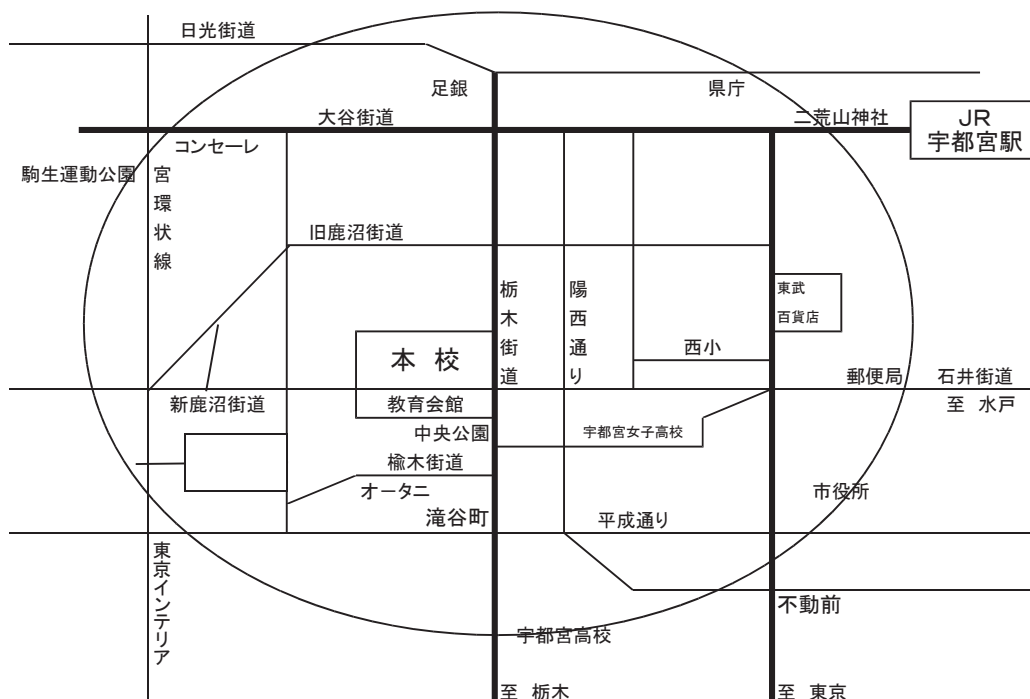 日光街道
足銀
県庁
大谷街道
二荒山神社
JR
宇都宮駅
コンセーレ
駒生運動公園
宮環状線
旧鹿沼街道
栃木街道
陽西通り
東武
百貨店
本 校
西小
郵便局
石井街道
新鹿沼街道
教育会館
至 水戸
中央公園
宇都宮女子高校
楡木街道
オータニ
市役所
滝谷町
平成通り
東京インテリア
不動前
宇都宮高校
至 栃木
至 東京